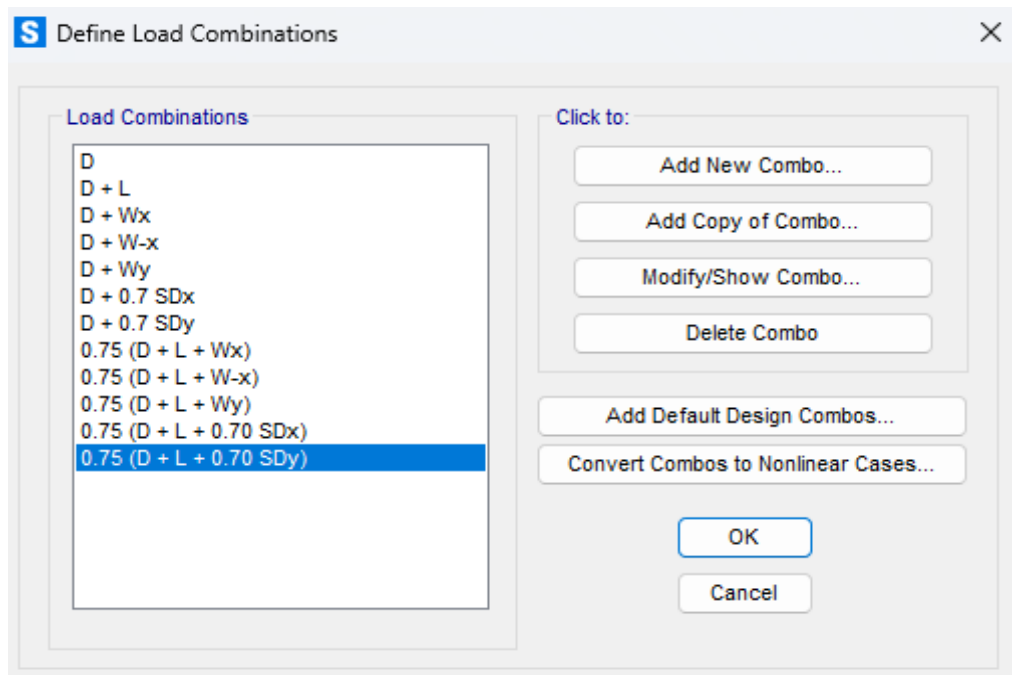 S Define Load Combinations
Load Combinations
D
D + L
D + Wx
D + W-x
D + Wy
D + 0.7 SDx
D + 0.7 SDy
0.75 (D + L + Wx)
0.75 (D + L + W-x)
0.75 (D + L + Wy)
0.75 (D + L + 0.70 SDx)
0.75 (D + L + 0.70 SDy)
Click to:
Add New Combo...
Add Copy of Combo...
Modify/Show Combo...
Delete Combo
Add Default Design Combos...
Convert Combos to Nonlinear Cases...
OK
Cancel